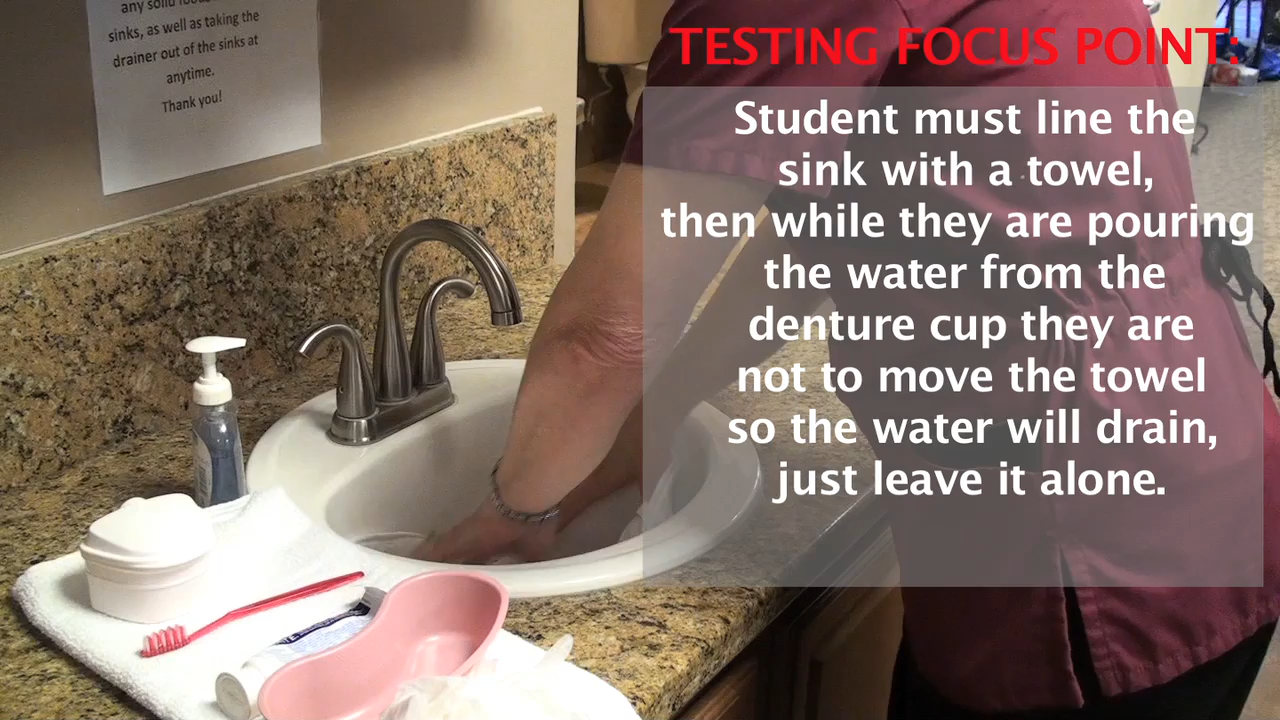 any solid
sinks, as well as taking the
drainer out of the sinks at
anytime.
Thank you!
TESTING FOCUS POINT:
Student must line the
sink with a towel,
then while they are pouring
the water from the
denture cup they are
not to move the towel
so the water will drain,
just leave it alone.